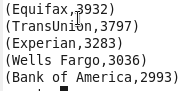 (Equifax,3932)
(TransUnion,3797)
(Experian,3283)
(Wells Fargo,3036)
(Bank of America,2993)